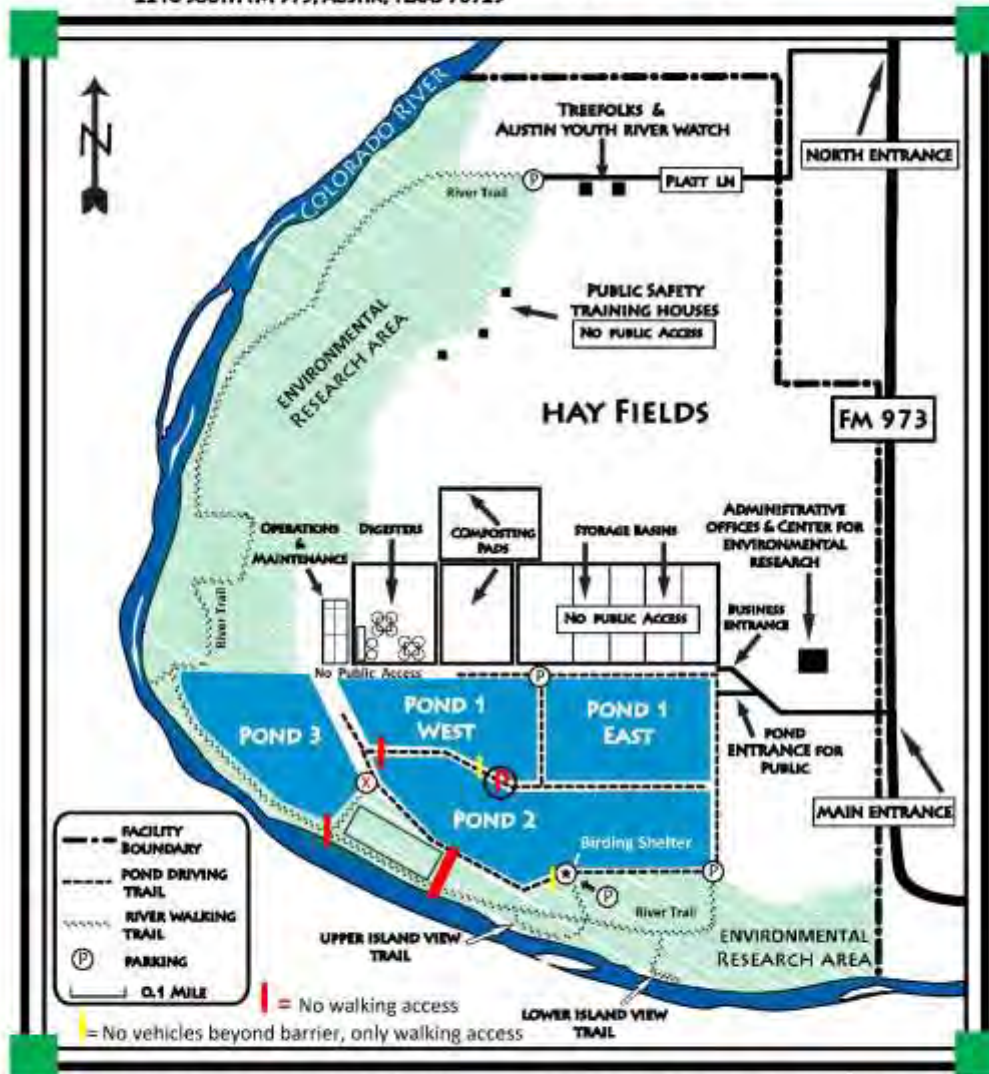 COLORADO RIVER
N
TREEFOLKS &
AUSTIN YOUTH RIVER WATCH
NORTH ENTRANCE
River Trail
P
PLATT LN
ENVIRONMENTAL
RESEARCH AREA
PUBLIC SAFETY
TRAINING HOUSES
NO PUBLIC ACCESS
HAY FIELDS
FM 973
OPERATIONS
&
MAINTENANCE
DIGESTERS
COMPOSTING
PADS
STORAGE BASINS
ADMINISTRATIVE
OFFICES & CENTER FOR
ENVIRONMENTAL
RESEARCH
NO PUBLIC ACCESS
BUSINESS
ENTRANCE
River Trail
No Public Access
P
POND 3
POND 1
WEST
POND 1
EAST
POND
ENTRANCE FOR
PUBLIC
X
P
MAIN ENTRANCE
POND 2
Birding Shelter
P
P
River Trail
ENVIRONMENTAL
RESEARCH AREA
UPPER ISLAND VIEW
TRAIL
LOWER ISLAND VIEW
TRAIL
FACILITY
BOUNDARY
POND DRIVING
TRAIL
RIVER WALKING
TRAIL
P PARKING
0.1 MILE
= No walking access
= No vehicles beyond barrier, only walking access